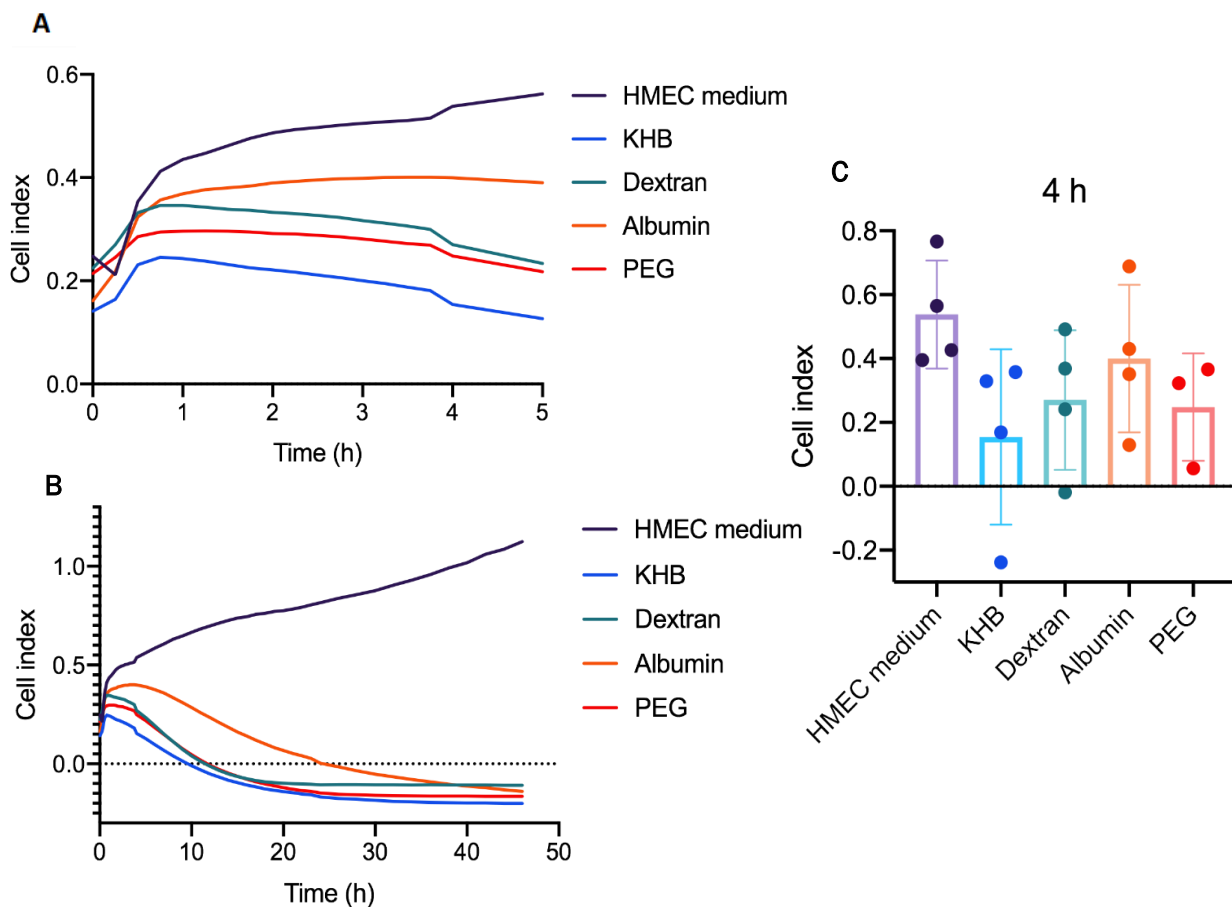 A
0.6
0.4
0.2
0.0
Cell index
0 1 2 3 4 5
Time (h)
HMEC medium
KHB
Dextran
Albumin
PEG
B
1.0
0.5
0.0
Cell index
0 10 20 30 40 50
Time (h)
HMEC medium
KHB
Dextran
Albumin
PEG
C
4 h
0.8
0.6
0.4
0.2
0.0
-0.2
Cell index
HMEC medium
KHB
Dextran
Albumin
PEG